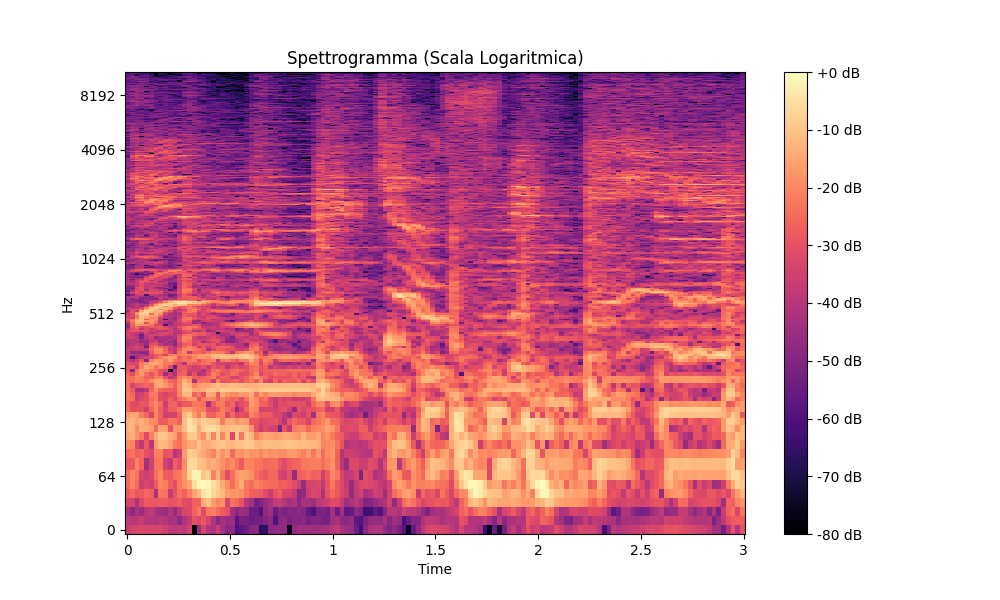 Spettrogramma (Scala Logaritmica)
Hz
8192
4096
2048
1024
512
256
128
64
0
0
0.5
1
1.5
2
2.5
3
Time
+0 dB
-10 dB
-20 dB
-30 dB
-40 dB
-50 dB
-60 dB
-70 dB
-80 dB